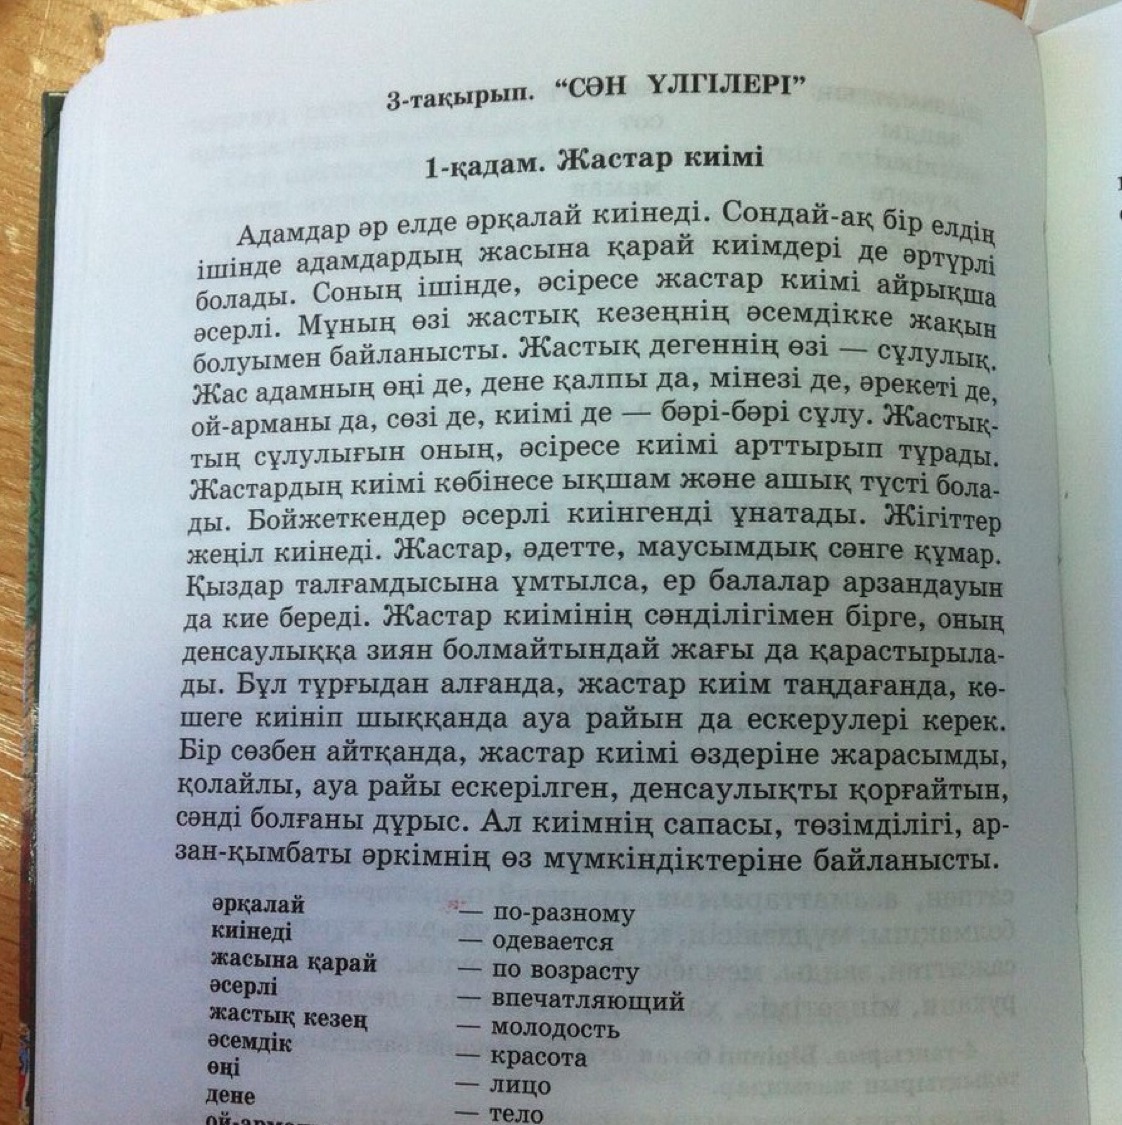 3-тақырып. “СӘН ҮЛГІЛЕРІ”
1-қадам. Жастар киімі
Адамдар әр елде әрқалай киінеді. Сондай-ақ бір елдің
ішінде адамдардың жасына қарай киімдері де әртүрлі
болады. Соның ішінде, әсіресе жастар киімі айрықша
әсерлі. Мұның өзі жастық кезеңнің әсемдікке жақын
болуымен байланысты. Жастық дегеннің өзі — сұлулық.
Жас адамның өңі де, дене қалпы да, мінезі де, әрекеті де,
ой-арманы да, сөзі де, киімі де — бәрі-бәрі сұлу. Жастық-
тың сұлулығын оның, әсіресе киімі арттырып тұрады.
Жастардың киімі көбінесе ықшам және ашық түсті бола-
ды. Бойжеткендер әсерлі киінгенді ұнатады. Жігіттер
жеңіл киінеді. Жастар, әдетте, маусымдық сәнге құмар.
Қыздар талғамдысына ұмтылса, ер балалар арзандауын
да кие береді. Жастар киімінің сәнділігімен бірге, оның
денсаулыққа зиян болмайтындай жағы да қарастырыла-
ды. Бұл тұрғыдан алғанда, жастар киім таңдағанда, кө-
шеге киініп шыққанда ауа райын да ескерулері керек.
Бір сөзбен айтқанда, жастар киімі өздеріне жарасымды,
қолайлы, ауа райы ескерілген, денсаулықты қорғайтын,
сәнді болғаны дұрыс. Ал киімнің сапасы, төзімділігі, ар-
зан-қымбаты әркімнің өз мүмкіндіктеріне байланысты.
әрқалай — по-разному
киінеді — одевается
жасына қарай — по возрасту
әсерлі — впечатляющий
жастық кезең — молодость
әсемдік — красота
өңі — лицо
дене — тело